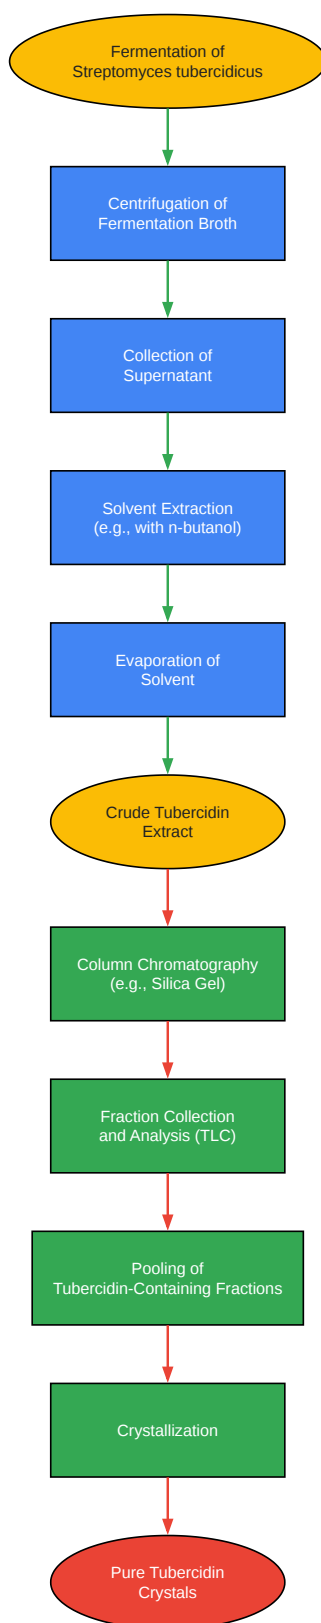 Fermentation of
Streptomyces tubercidicus
Centrifugation of
Fermentation Broth
Collection of
Supernatant
Solvent Extraction
(e.g., with n-butanol)
Evaporation of
Solvent
Crude Tubercidin
Extract
Column Chromatography
(e.g., Silica Gel)
Fraction Collection
and Analysis (TLC)
Pooling of
Tubercidin-Containing Fractions
Crystallization
Pure Tubercidin
Crystals